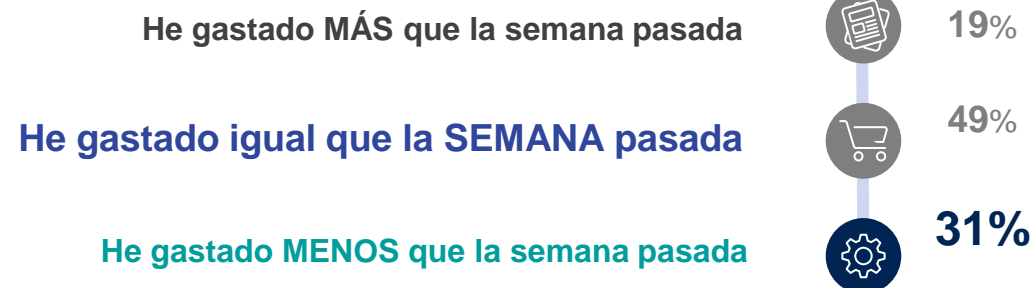 He gastado MÁS que la semana pasada 19%
He gastado igual que la SEMANA pasada 49%
He gastado MENOS que la semana pasada 31%